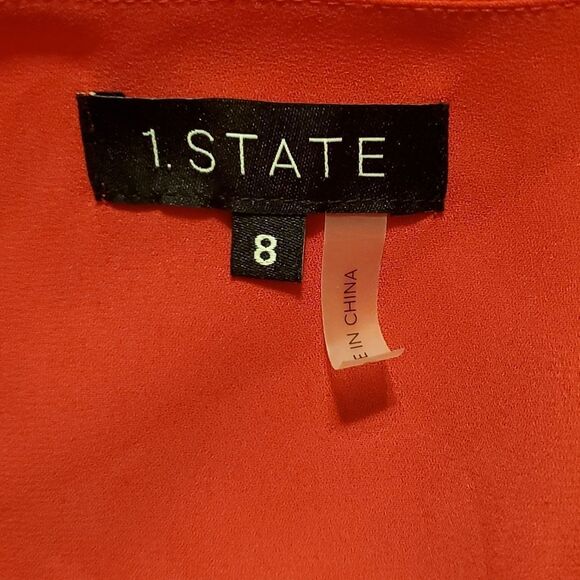 1. STATE
8
E IN CHINA